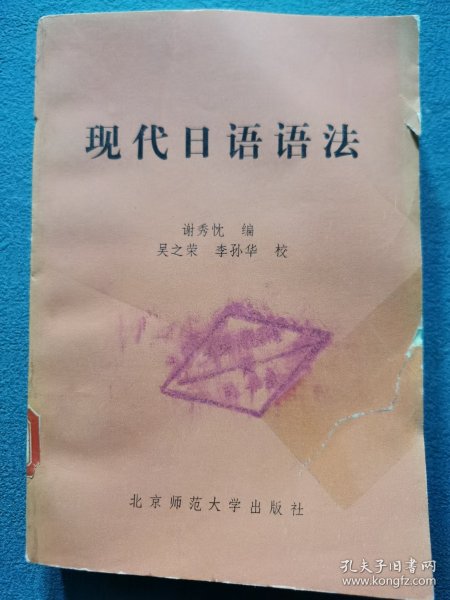 现代日语语法
谢秀忱 编
吴之荣 李孙华 校
北京师范大学出版社
孔夫子旧书网
www.kongfz.com